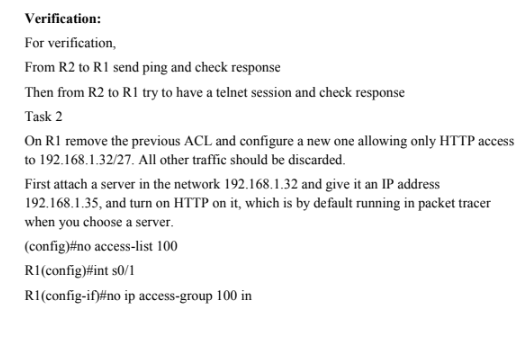 Verification:
For verification,
From R2 to R1 send ping and check response
Then from R2 to R1 try to have a telnet session and check response
Task 2
On R1 remove the previous ACL and configure a new one allowing only HTTP access
to 192.168.1.32/27. All other traffic should be discarded.
First attach a server in the network 192.168.1.32 and give it an IP address
192.168.1.35, and turn on HTTP on it, which is by default running in packet tracer
when you choose a server.
(config)#no access-list 100
R1(config)#int s0/1
R1(config-if)#no ip access-group 100 in